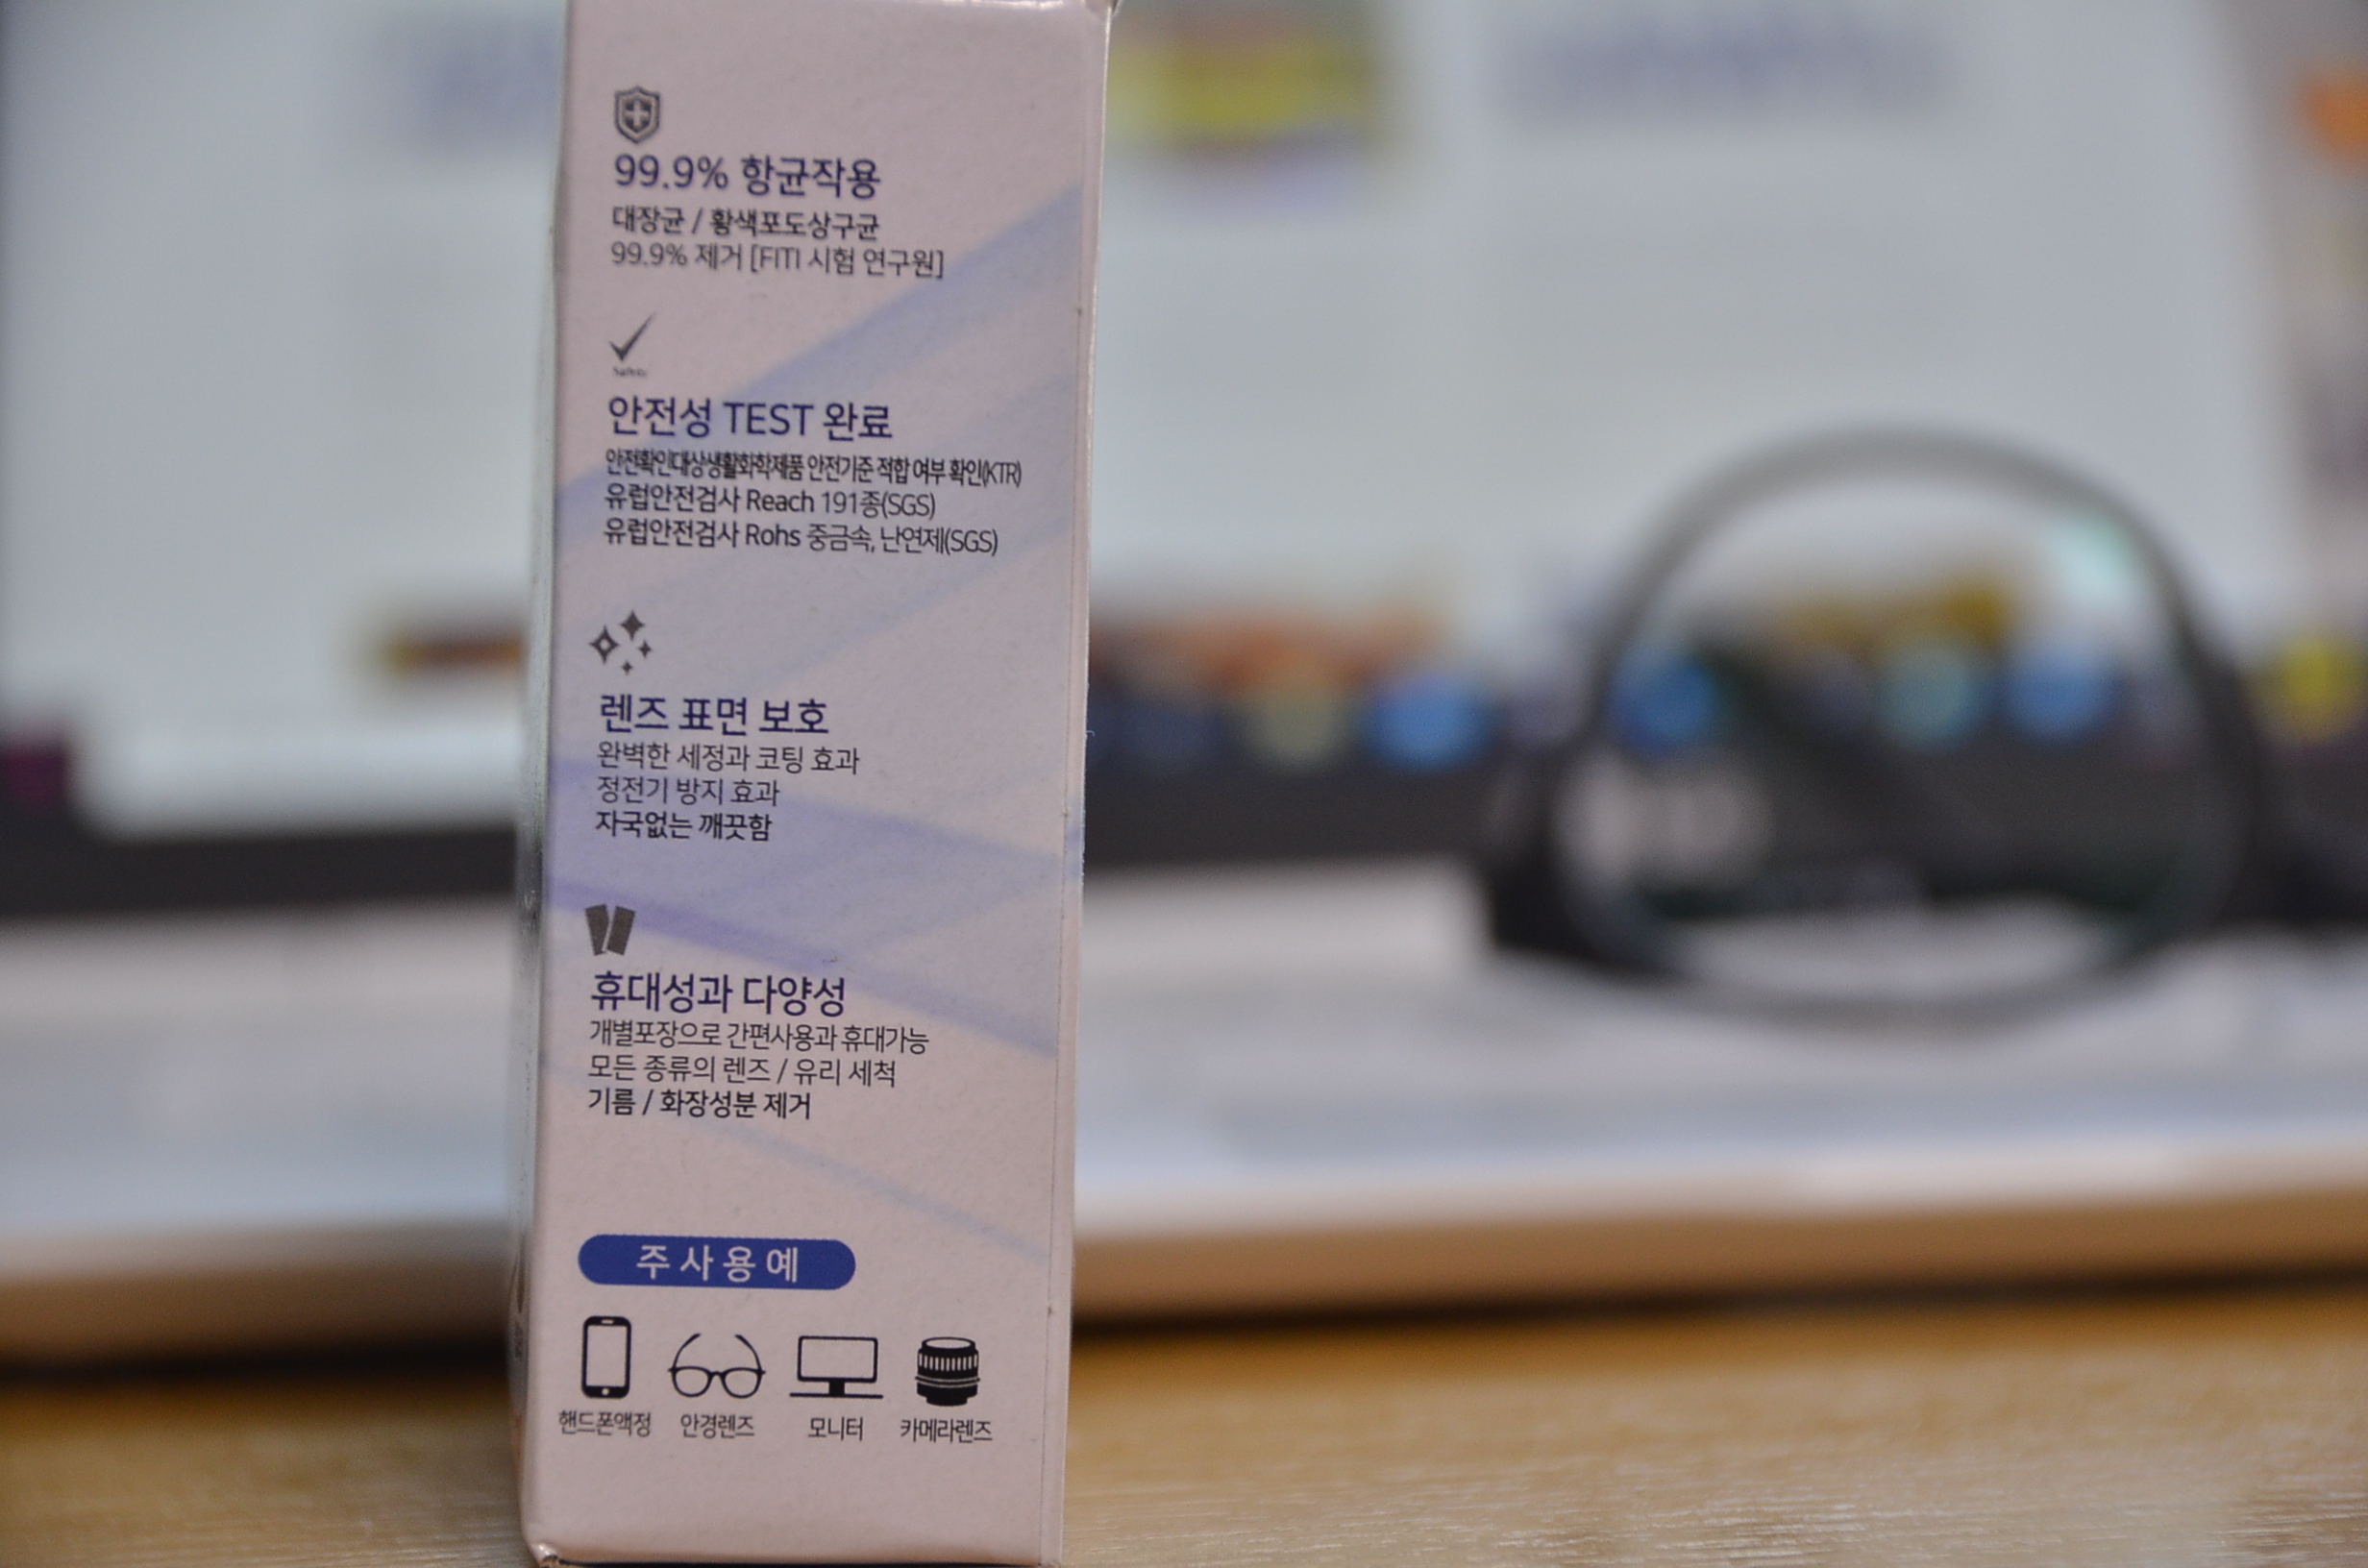 99.9% 항균작용
대장균 / 황색포도상구균
99.9% 제거 [FITI 시험 연구원]
Safety
안전성 TEST 완료
안전확인대상생활화학제품 안전기준 적합 여부 확인(KTR)
유럽안전검사 Reach 191종(SGS)
유럽안전검사 Rohs 중금속, 난연제(SGS)
렌즈 표면 보호
완벽한 세정과 코팅 효과
정전기 방지 효과
자국없는 깨끗함
휴대성과 다양성
개별포장으로 간편사용과 휴대가능
모든 종류의 렌즈 / 유리 세척
기름 / 화장성분 제거
주사용예
핸드폰액정 안경렌즈 모니터 카메라렌즈